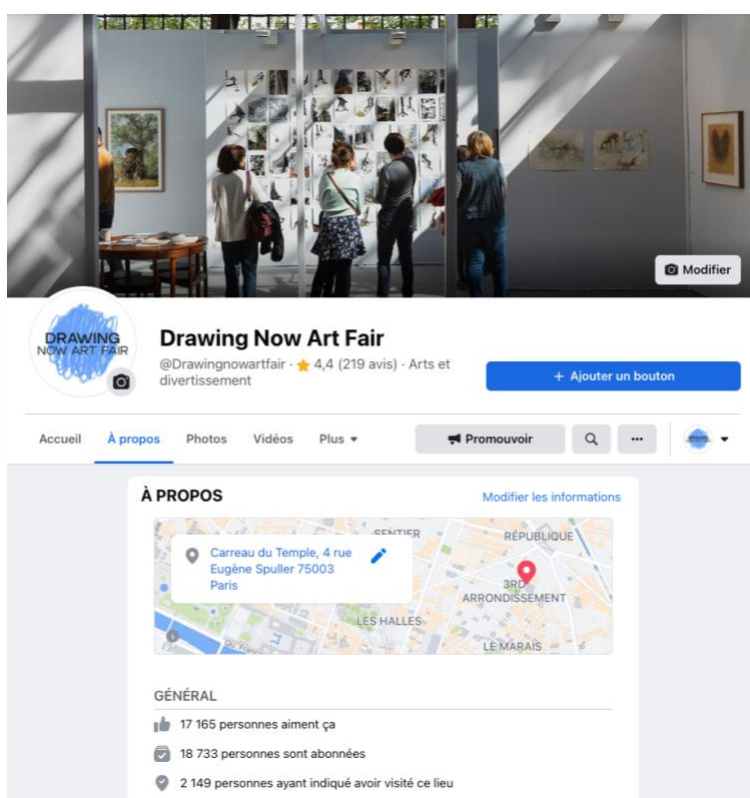 Modifier
DRAWING
NOW ART FAIR
Drawing Now Art Fair
@Drawingnowartfair · 4,4 (219 avis) · Arts et
divertissement
+ Ajouter un bouton
Accueil À propos Photos Vidéos Plus Promouvoir
À PROPOS
Modifier les informations
SENTIER
RÉPUBLIQUE
Carreau du Temple, 4 rue
Eugène Spuller 75003
Paris
3RD
ARRONDISSEMENT
LES HALLES
LE MARAIS
GÉNÉRAL
17 165 personnes aiment ça
18 733 personnes sont abonnées
2 149 personnes ayant indiqué avoir visité ce lieu